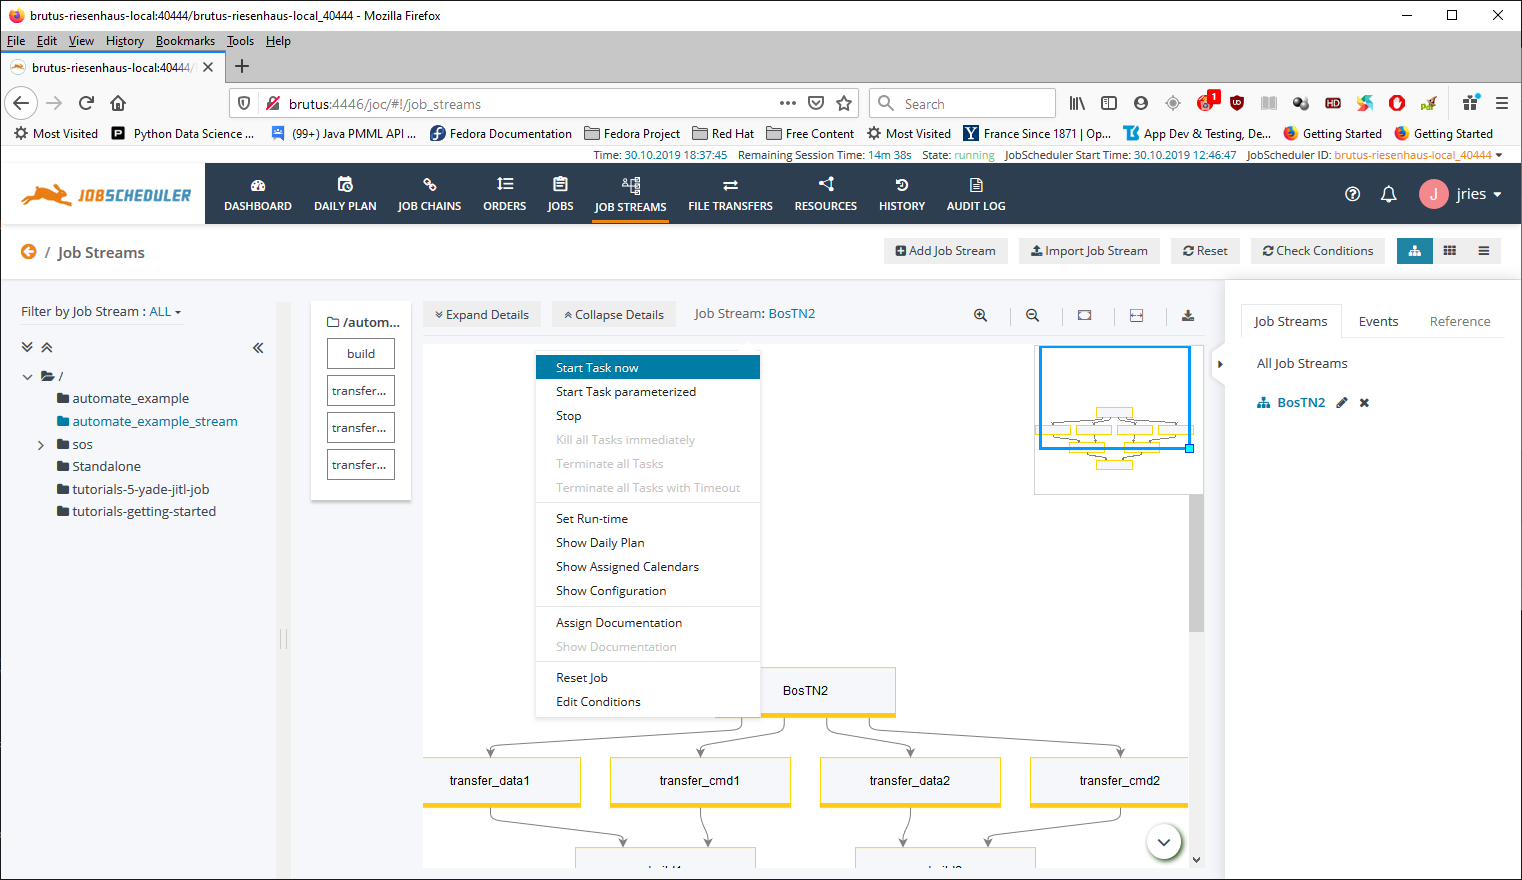 brutus-riesenhaus-local:40444/brutus-riesenhaus-local_40444 - Mozilla Firefox
File Edit View History Bookmarks Tools Help
brutus-riesenhaus-local:40444/
brutus:4446/joc/#!/job_streams
Search
1
Most Visited Python Data Science ... (99+) Java PMML API ... Fedora Documentation Fedora Project Red Hat Free Content Most Visited France Since 1871 | Op... App Dev & Testing, De... Getting Started Getting Started
Time: 30.10.2019 18:37:45 Remaining Session Time: 14m 38s State: running JobScheduler Start Time: 30.10.2019 12:46:47 JobScheduler ID: brutus-riesenhaus-local_40444
JOBSCHEDULER
DASHBOARD DAILY PLAN JOB CHAINS ORDERS JOBS JOB STREAMS FILE TRANSFERS RESOURCES HISTORY AUDIT LOG
J jries
/ Job Streams
Add Job Stream Import Job Stream Reset Check Conditions
Filter by Job Stream : ALL
/
automate_example
automate_example_stream
sos
Standalone
tutorials-5-yade-jitl-job
tutorials-getting-started
/autom...
build
transfer...
transfer...
transfer...
Expand Details Collapse Details Job Stream: BosTN2
Start Task now
Start Task parameterized
Stop
Kill all Tasks immediately
Terminate all Tasks
Terminate all Tasks with Timeout
Set Run-time
Show Daily Plan
Show Assigned Calendars
Show Configuration
Assign Documentation
Show Documentation
Reset Job
Edit Conditions
BosTN2
transfer_data1 transfer_cmd1 transfer_data2 transfer_cmd2
Job Streams Events Reference
All Job Streams
BosTN2